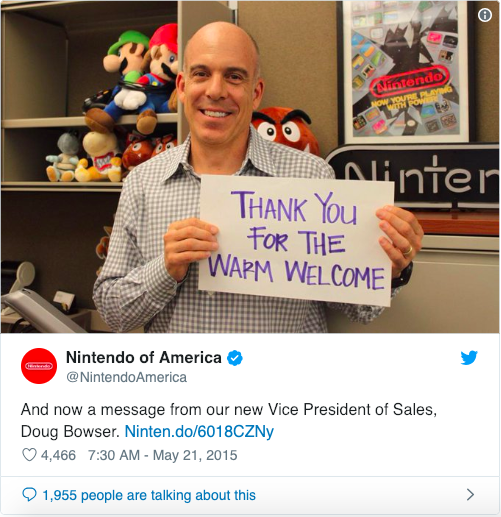 Nintendo
NOW YOU'RE PLAYING
WITH POWER!
Ninten
THANK YOU
FOR THE
WARM WELCOME
Nintendo
Nintendo of America
@NintendoAmerica
And now a message from our new Vice President of Sales,
Doug Bowser. Ninten.do/6018CZNy
4,466 7:30 AM - May 21, 2015
1,955 people are talking about this